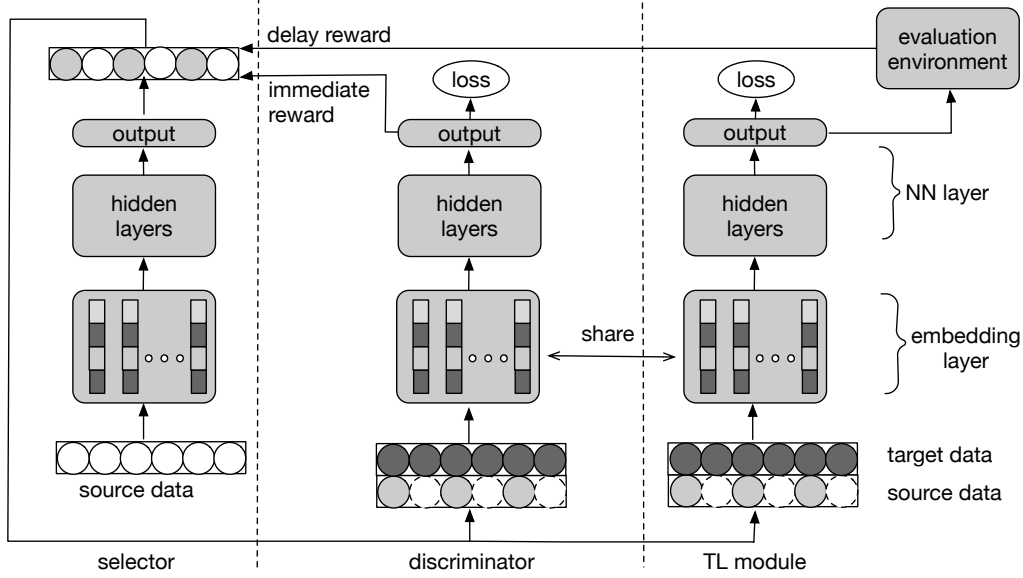 delay reward
evaluation
environment
immediate
reward
loss
loss
output
output
output
hidden
layers
hidden
layers
hidden
layers
NN layer
share
embedding
layer
source data
target data
source data
selector
discriminator
TL module